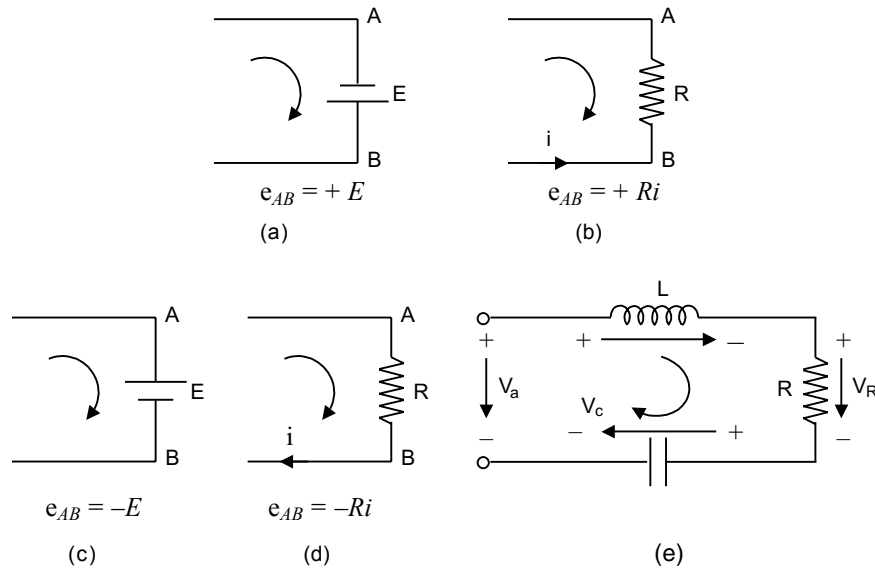 A
E
B
e_AB = + E
(a)
A
R
i
B
e_AB = + Ri
(b)
A
E
B
e_AB = –E
(c)
A
R
i
B
e_AB = –Ri
(d)
L
+ + – +
V_a V_c R V_R
– – + –
(e)